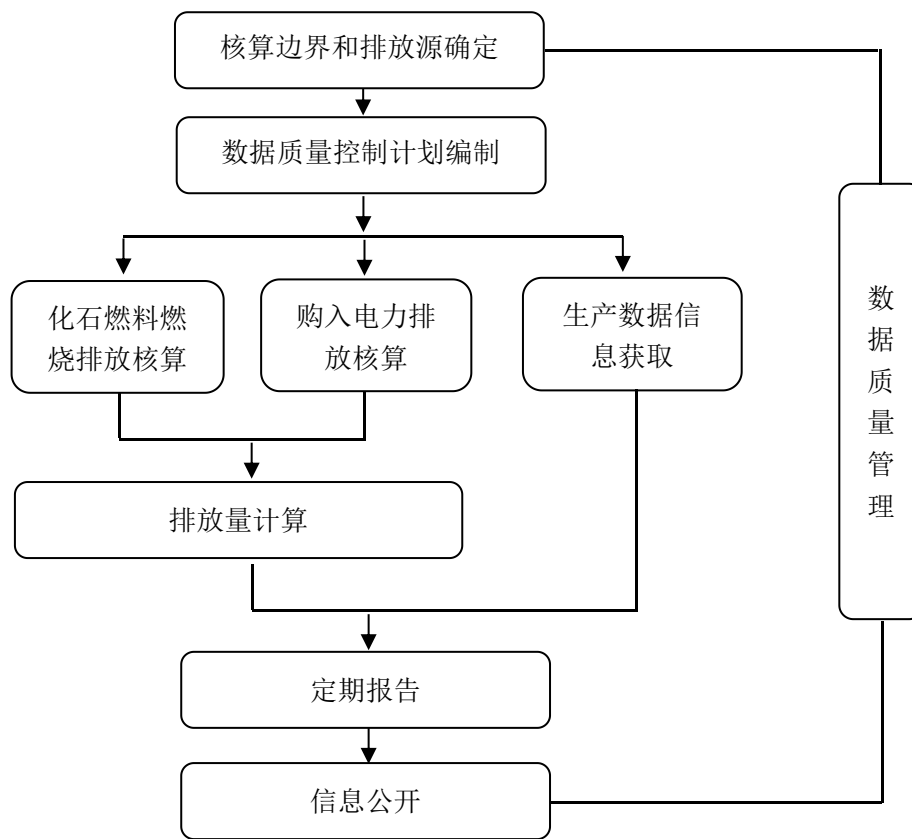 核算边界和排放源确定
数据质量控制计划编制
化石燃料燃
烧排放核算
购入电力排
放核算
生产数据信
息获取
排放量计算
定期报告
信息公开
数
据
质
量
管
理